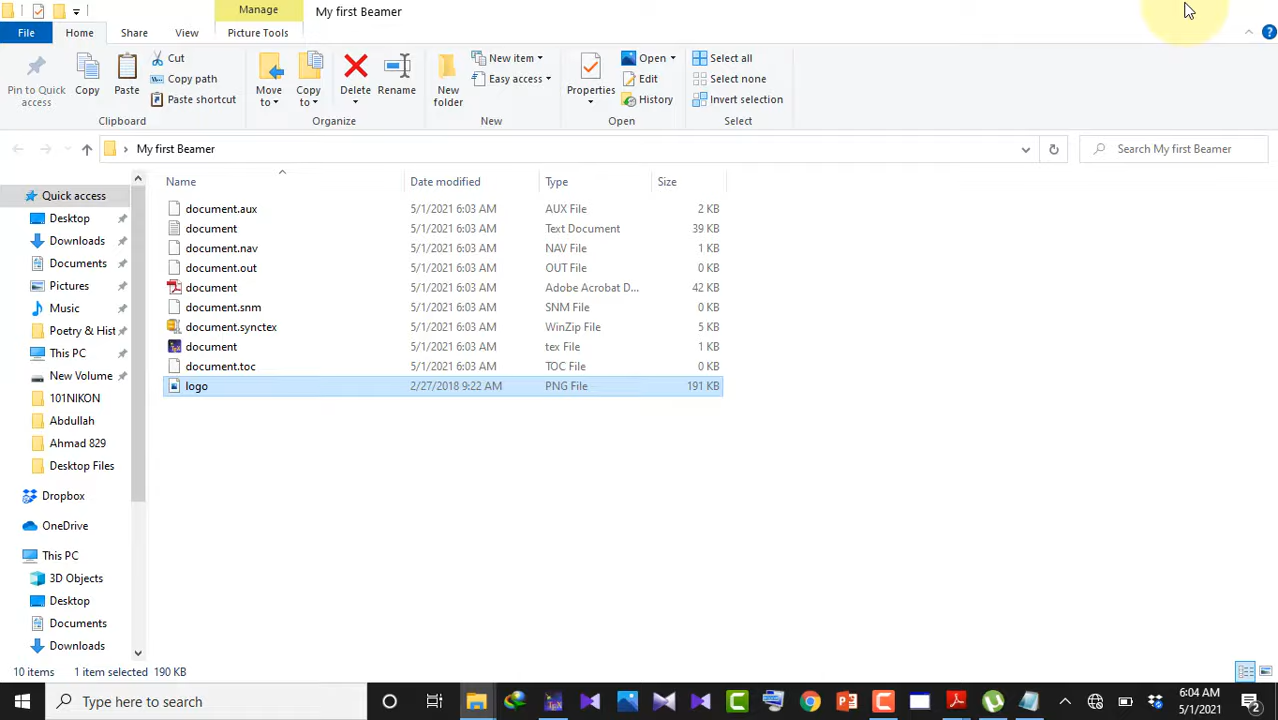 Manage
My first Beamer
File
Home
Share
View
Picture Tools
Pin to Quick access
Copy
Paste
Cut
Copy path
Paste shortcut
Clipboard
Move to
Copy to
Delete
Rename
Organize
New folder
New item
Easy access
New
Properties
Open
Edit
History
Open
Select all
Select none
Invert selection
Select
My first Beamer
Search My first Beamer
Name Date modified Type Size
document.aux 5/1/2021 6:03 AM AUX File 2 KB
document 5/1/2021 6:03 AM Text Document 39 KB
document.nav 5/1/2021 6:03 AM NAV File 1 KB
document.out 5/1/2021 6:03 AM OUT File 0 KB
document 5/1/2021 6:03 AM Adobe Acrobat D... 42 KB
document.snm 5/1/2021 6:03 AM SNM File 0 KB
document.synctex 5/1/2021 6:03 AM WinZip File 5 KB
document 5/1/2021 6:03 AM tex File 1 KB
document.toc 5/1/2021 6:03 AM TOC File 0 KB
logo 2/27/2018 9:22 AM PNG File 191 KB
Quick access
Desktop
Downloads
Documents
Pictures
Music
Poetry & Hist
This PC
New Volume
101NIKON
Abdullah
Ahmad 829
Desktop Files
Dropbox
OneDrive
This PC
3D Objects
Desktop
Documents
Downloads
10 items 1 item selected 190 KB
Type here to search
6:04 AM
5/1/2021
2